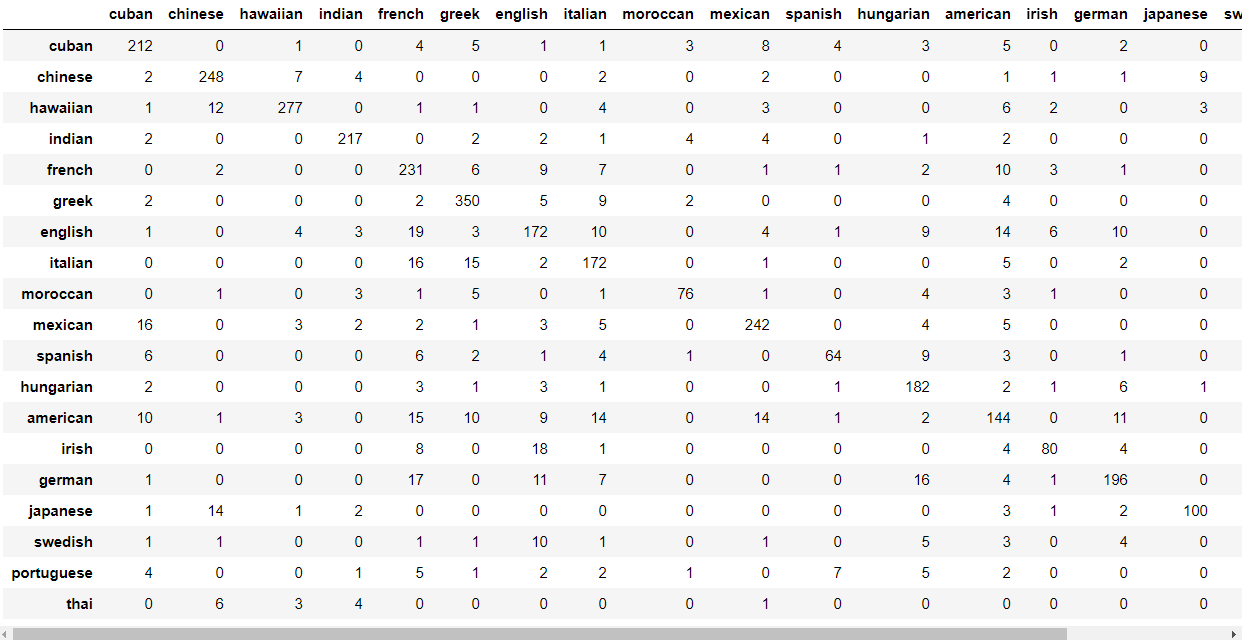 cuban chinese hawaiian indian french greek english italian moroccan mexican spanish hungarian american irish german japanese sw
cuban 212 0 1 0 4 5 1 1 3 8 4 3 5 0 2 0
chinese 2 248 7 4 0 0 0 2 0 2 0 0 1 1 1 9
hawaiian 1 12 277 0 1 1 0 4 0 3 0 0 6 2 0 3
indian 2 0 0 217 0 2 2 1 4 4 0 1 2 0 0 0
french 0 2 0 0 231 6 9 7 0 1 1 2 10 3 1 0
greek 2 0 0 0 2 350 5 9 2 0 0 0 4 0 0 0
english 1 0 4 3 19 3 172 10 0 4 1 9 14 6 10 0
italian 0 0 0 0 16 15 2 172 0 1 0 0 5 0 2 0
moroccan 0 1 0 3 1 5 0 1 76 1 0 4 3 1 0 0
mexican 16 0 3 2 2 1 3 5 0 242 0 4 5 0 0 0
spanish 6 0 0 0 6 2 1 4 1 0 64 9 3 0 1 0
hungarian 2 0 0 0 3 1 3 1 0 0 1 182 2 1 6 1
american 10 1 3 0 15 10 9 14 0 14 1 2 144 0 11 0
irish 0 0 0 0 8 0 18 1 0 0 0 0 4 80 4 0
german 1 0 0 0 17 0 11 7 0 0 0 16 4 1 196 0
japanese 1 14 1 2 0 0 0 0 0 0 0 0 3 1 2 100
swedish 1 1 0 0 1 1 10 1 0 1 0 5 3 0 4 0
portuguese 4 0 0 1 5 1 2 2 1 0 7 5 2 0 0 0
thai 0 6 3 4 0 0 0 0 0 1 0 0 0 0 0 0